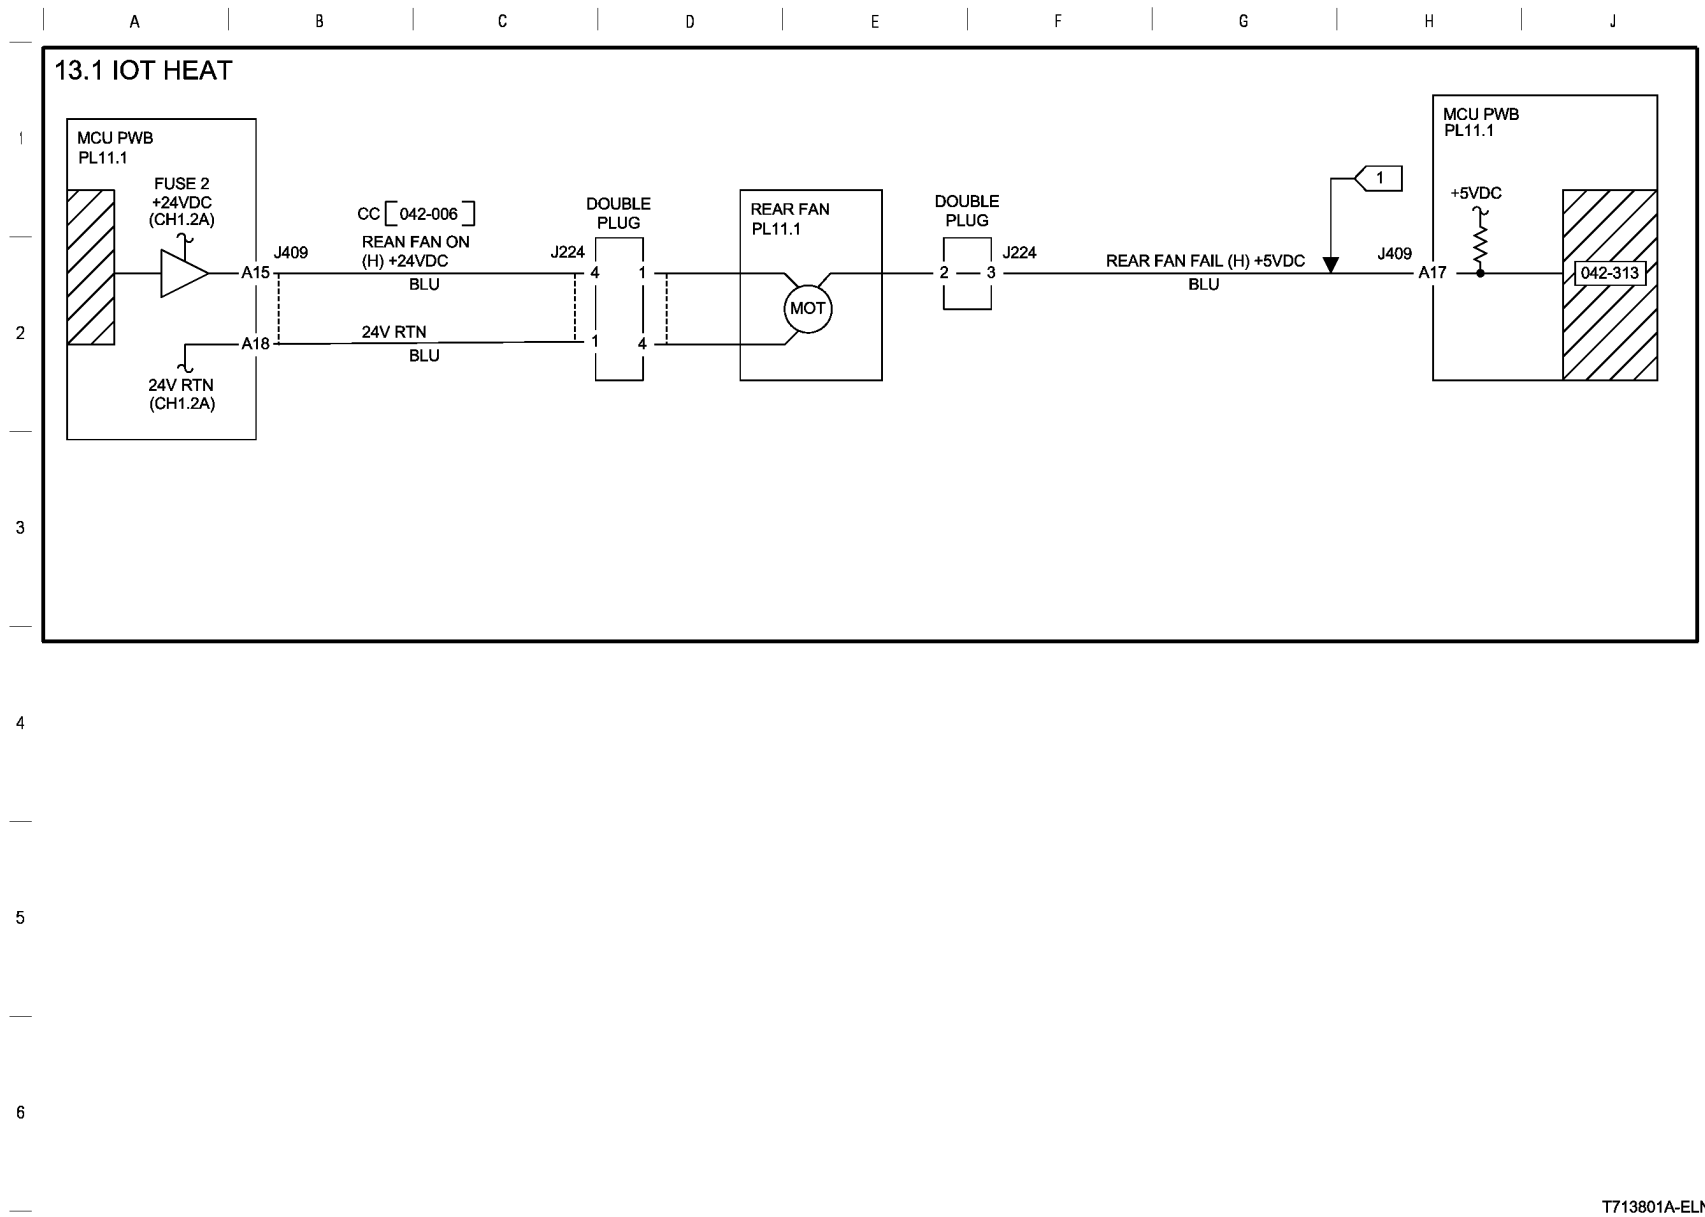 A B C D E F G H J
13.1 IOT HEAT
1
MCU PWB
PL11.1
FUSE 2
+24VDC
(CH1.2A)
J409
A15
CC [042-006]
REAN FAN ON
(H) +24VDC
BLU
J224
DOUBLE
PLUG
4 1
REAR FAN
PL11.1
MOT
DOUBLE
PLUG
2 3
J224
REAR FAN FAIL (H) +5VDC
BLU
1
J409
A17
MCU PWB
PL11.1
+5VDC
042-313
2
A18
24V RTN
BLU
1 4
24V RTN
(CH1.2A)
3
4
5
6